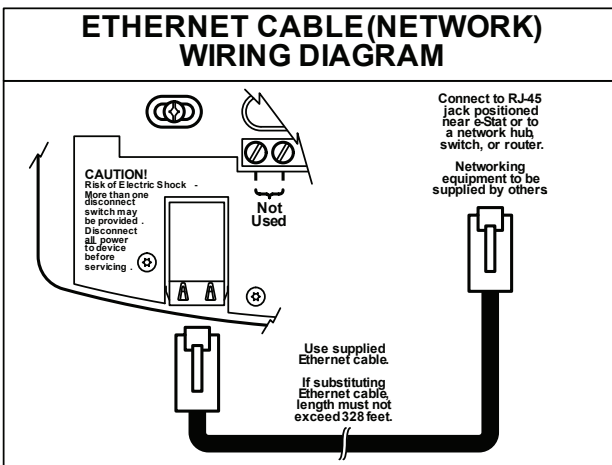 ETHERNET CABLE (NETWORK)
WIRING DIAGRAM
Connect to RJ-45
jack positioned
near e-Stat or to
a network hub,
switch, or router.
Networking
equipment to be
supplied by others
CAUTION!
Risk of Electric Shock -
More than one
disconnect
switch may
be provided .
Disconnect
all power
to device
before
servicing .
Not
Used
Use supplied
Ethernet cable.
If substituting
Ethernet cable,
length must not
exceed 328 feet.